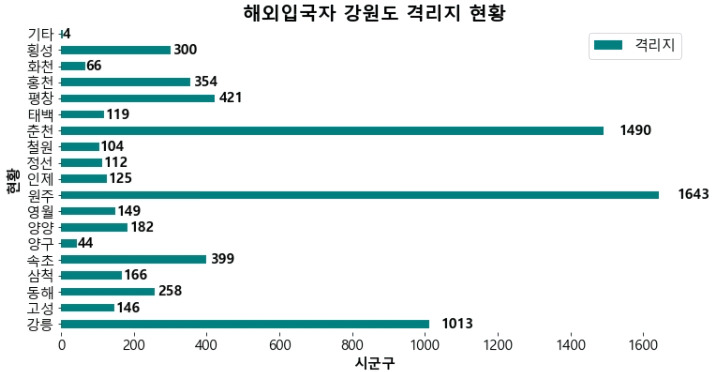 해외입국자 강원도 격리지 현황
격리지
현황
기타 4
횡성 300
화천 66
홍천 354
평창 421
태백 119
춘천 1490
철원 104
정선 112
인제 125
원주 1643
영월 149
양양 182
양구 44
속초 399
삼척 166
동해 258
고성 146
강릉 1013
0 200 400 600 800 1000 1200 1400 1600
시군구